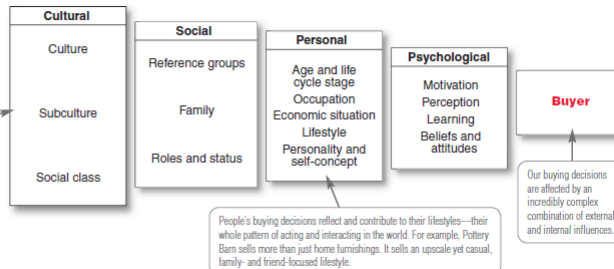 Cultural
Culture
Subculture
Social class
Social
Reference groups
Family
Roles and status
Personal
Age and life
cycle stage
Occupation
Economic situation
Lifestyle
Personality and
self-concept
Psychological
Motivation
Perception
Learning
Beliefs and
attitudes
Buyer
People's buying decisions reflect and contribute to their lifestyles—their
whole pattern of acting and interacting in the world. For example, Pottery
Barn sells more than just home furnishings. It sells an upscale yet casual,
family- and friend-focused lifestyle.
Our buying decisions
are affected by an
incredibly complex
combination of external
and internal influences.